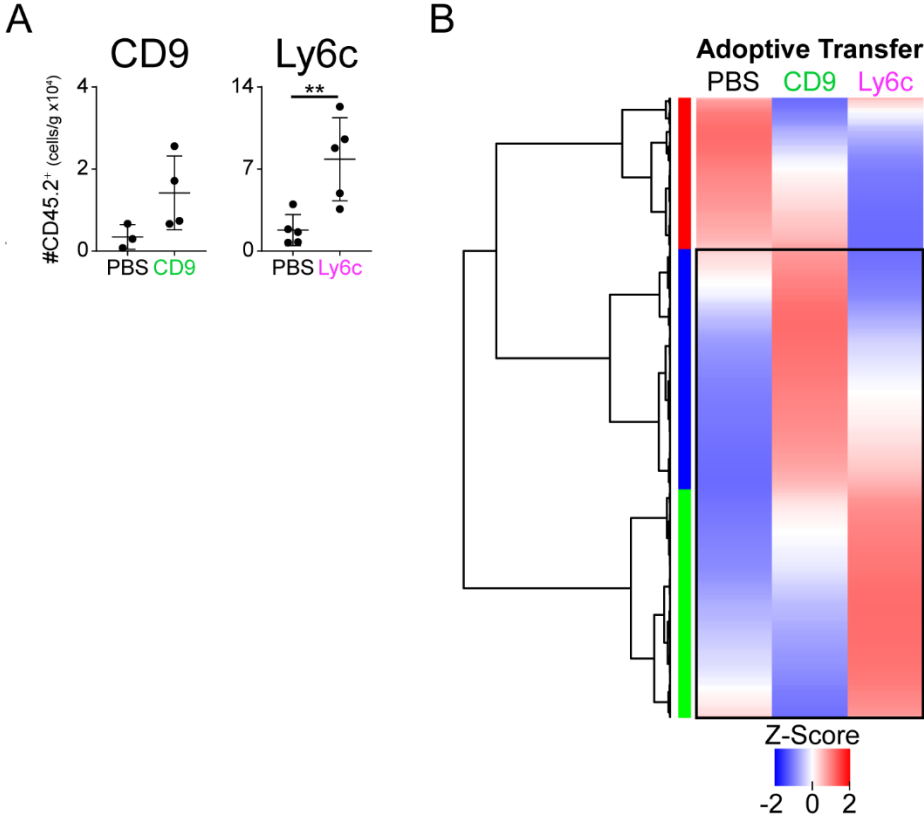 A
CD9
Ly6c
#CD45.2⁺ (cells/g x10⁴)
4
2
0
PBS
CD9
14
7
0
**
PBS
Ly6c
B
Adoptive Transfer
PBS CD9 Ly6c
Z-Score
-2 0 2